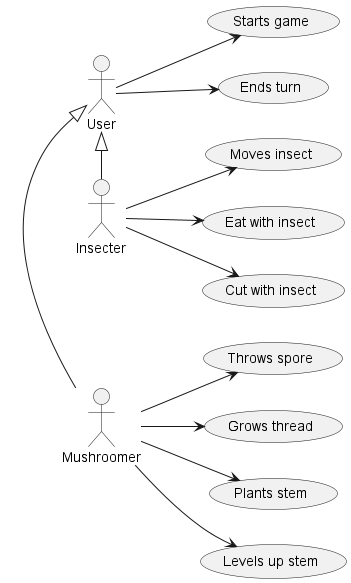 Starts game
Ends turn
User
Moves insect
Eat with insect
Insecter
Cut with insect
Throws spore
Grows thread
Mushroomer
Plants stem
Levels up stem